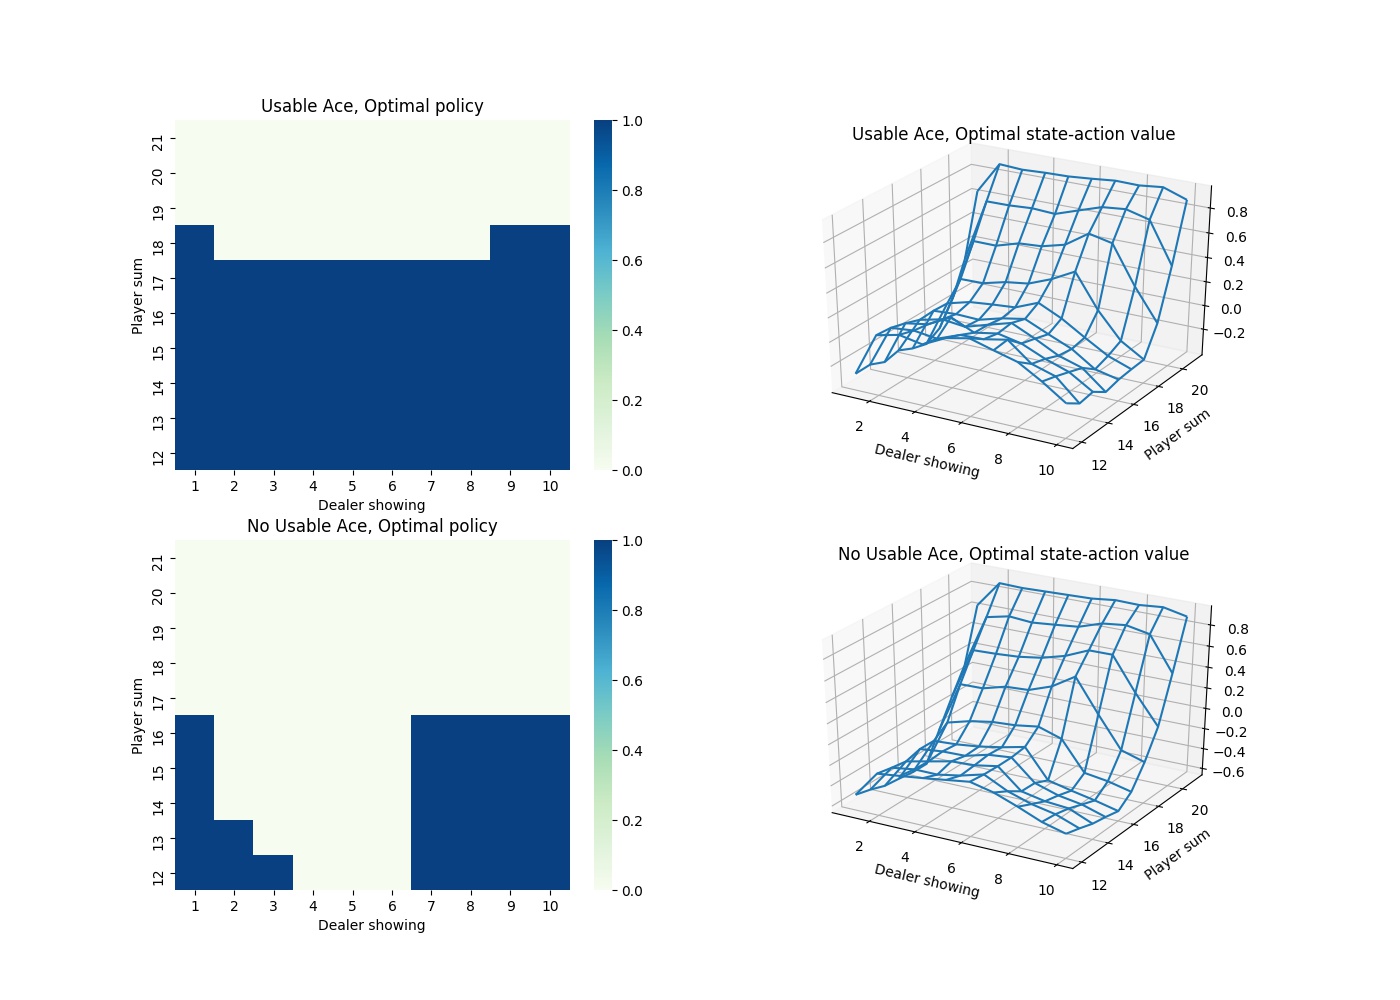 Usable Ace, Optimal policy
21
20
19
18
17
16
15
14
13
12
Player sum
1 2 3 4 5 6 7 8 9 10
Dealer showing
1.0
0.8
0.6
0.4
0.2
0.0
Usable Ace, Optimal state-action value
0.8
0.6
0.4
0.2
0.0
−0.2
2 4 6 8 10
Dealer showing
12 14 16 18 20
Player sum
No Usable Ace, Optimal policy
21
20
19
18
17
16
15
14
13
12
Player sum
1 2 3 4 5 6 7 8 9 10
Dealer showing
1.0
0.8
0.6
0.4
0.2
0.0
No Usable Ace, Optimal state-action value
0.8
0.6
0.4
0.2
0.0
−0.2
−0.4
−0.6
2 4 6 8 10
Dealer showing
12 14 16 18 20
Player sum